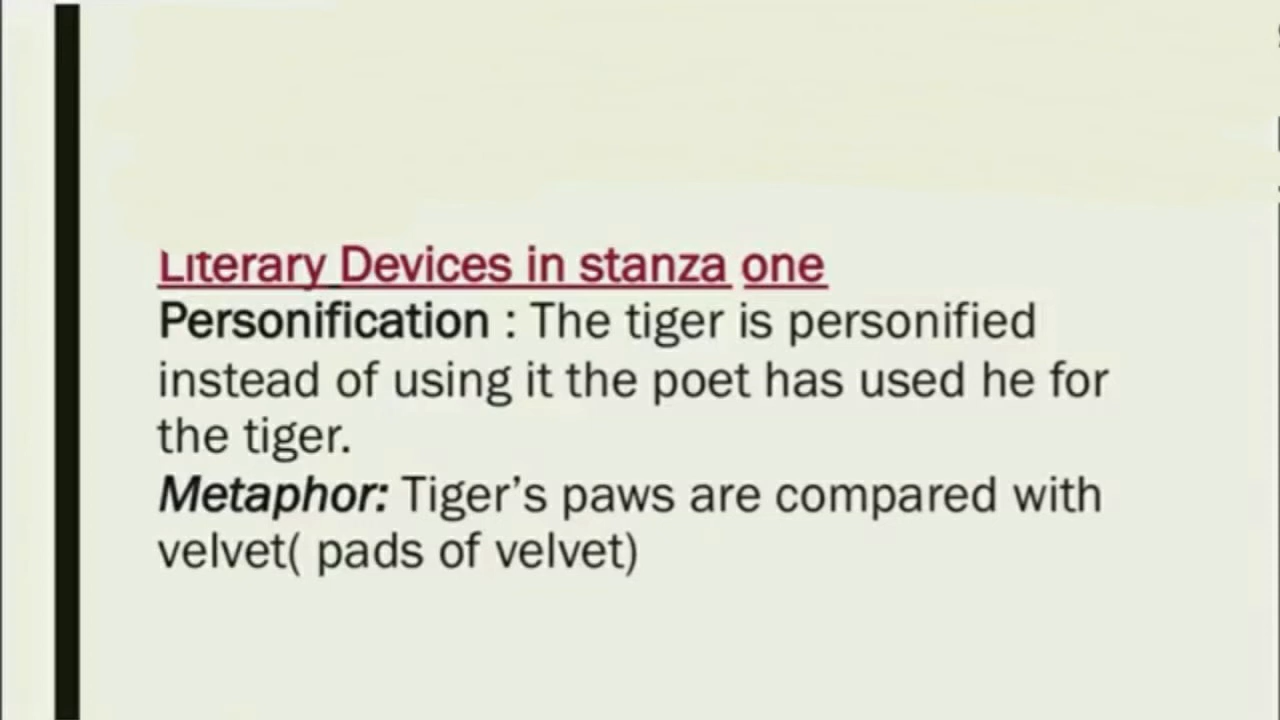 Literary Devices in stanza one
Personification : The tiger is personified
instead of using it the poet has used he for
the tiger.
Metaphor: Tiger's paws are compared with
velvet( pads of velvet)